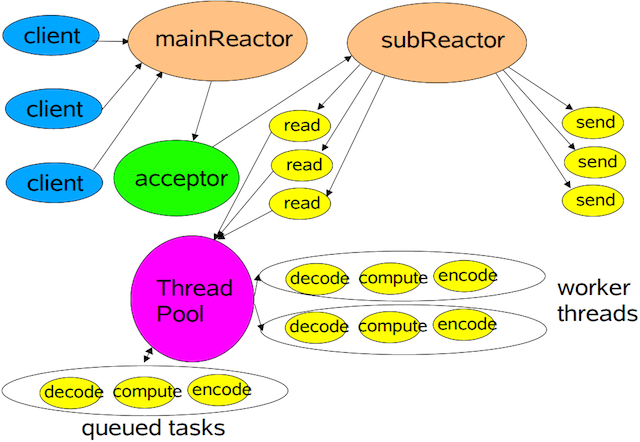 client
mainReactor
subReactor
client
read
send
client
acceptor
read
send
read
send
Thread
Pool
decode
compute
encode
worker
threads
decode
compute
encode
decode
compute
encode
queued tasks